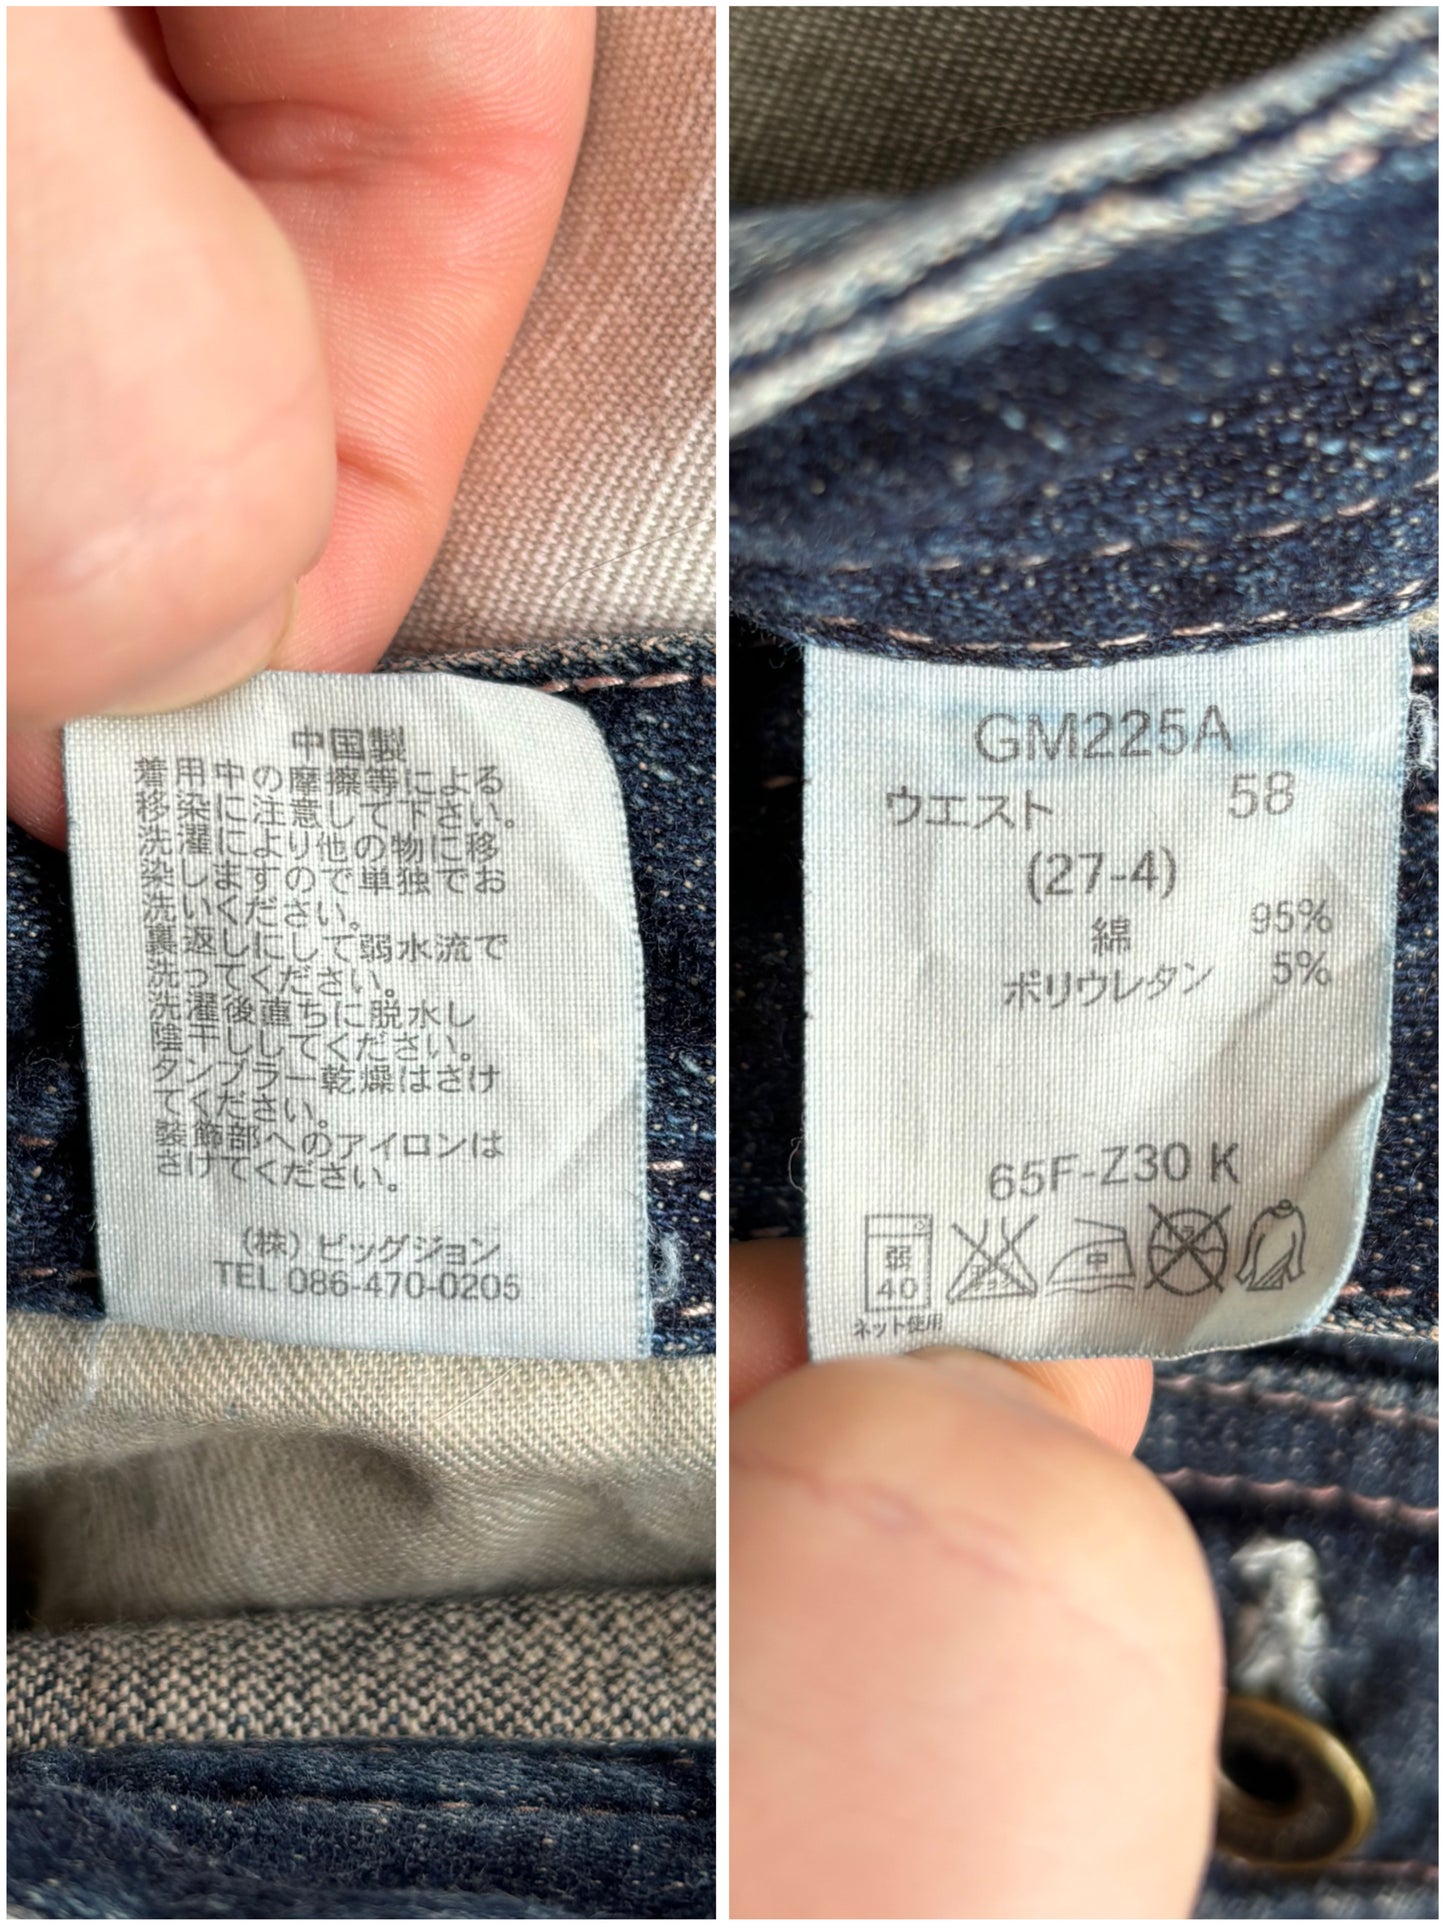 中国製
着用中の摩擦等による
移染に注意して下さい。
洗濯により他の物に移
染しますので単独でお
洗いください。
裏返しにして弱水流で
洗ってください。
洗濯後直ちに脱水し
陰干ししてください。
タンブラー乾燥はさけ
てください。
装飾部へのアイロンは
さけてください。
(株)ビッグジョン
TEL 086-470-0205
GM225A
ウエスト 58
(27-4)
綿 95%
ポリウレタン 5%
65F-Z30 K
弱
40
中
ネット使用